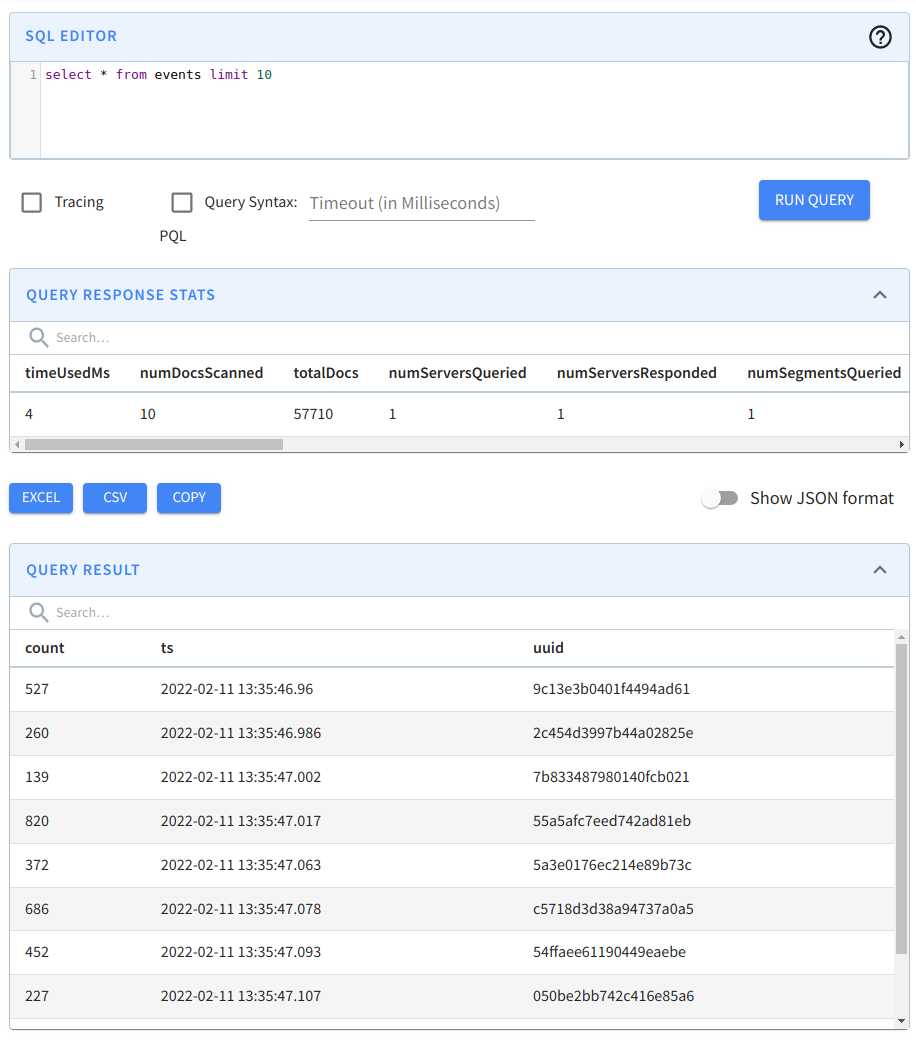 SQL EDITOR
1 select * from events limit 10
Tracing Query Syntax: Timeout (in Milliseconds) RUN QUERY
PQL
QUERY RESPONSE STATS
Search…
timeUsedMs numDocsScanned totalDocs numServersQueried numServersResponded numSegmentsQueried
4 10 57710 1 1 1
EXCEL CSV COPY Show JSON format
QUERY RESULT
Search…
count ts uuid
527 2022-02-11 13:35:46.96 9c13e3b0401f4494ad61
260 2022-02-11 13:35:46.986 2c454d3997b44a02825e
139 2022-02-11 13:35:47.002 7b833487980140fcb021
820 2022-02-11 13:35:47.017 55a5afc7eed742ad81eb
372 2022-02-11 13:35:47.063 5a3e0176ec214e89b73c
686 2022-02-11 13:35:47.078 c5718d3d38a94737a0a5
452 2022-02-11 13:35:47.093 54ffaee61190449eaebe
227 2022-02-11 13:35:47.107 050be2bb742c416e85a6